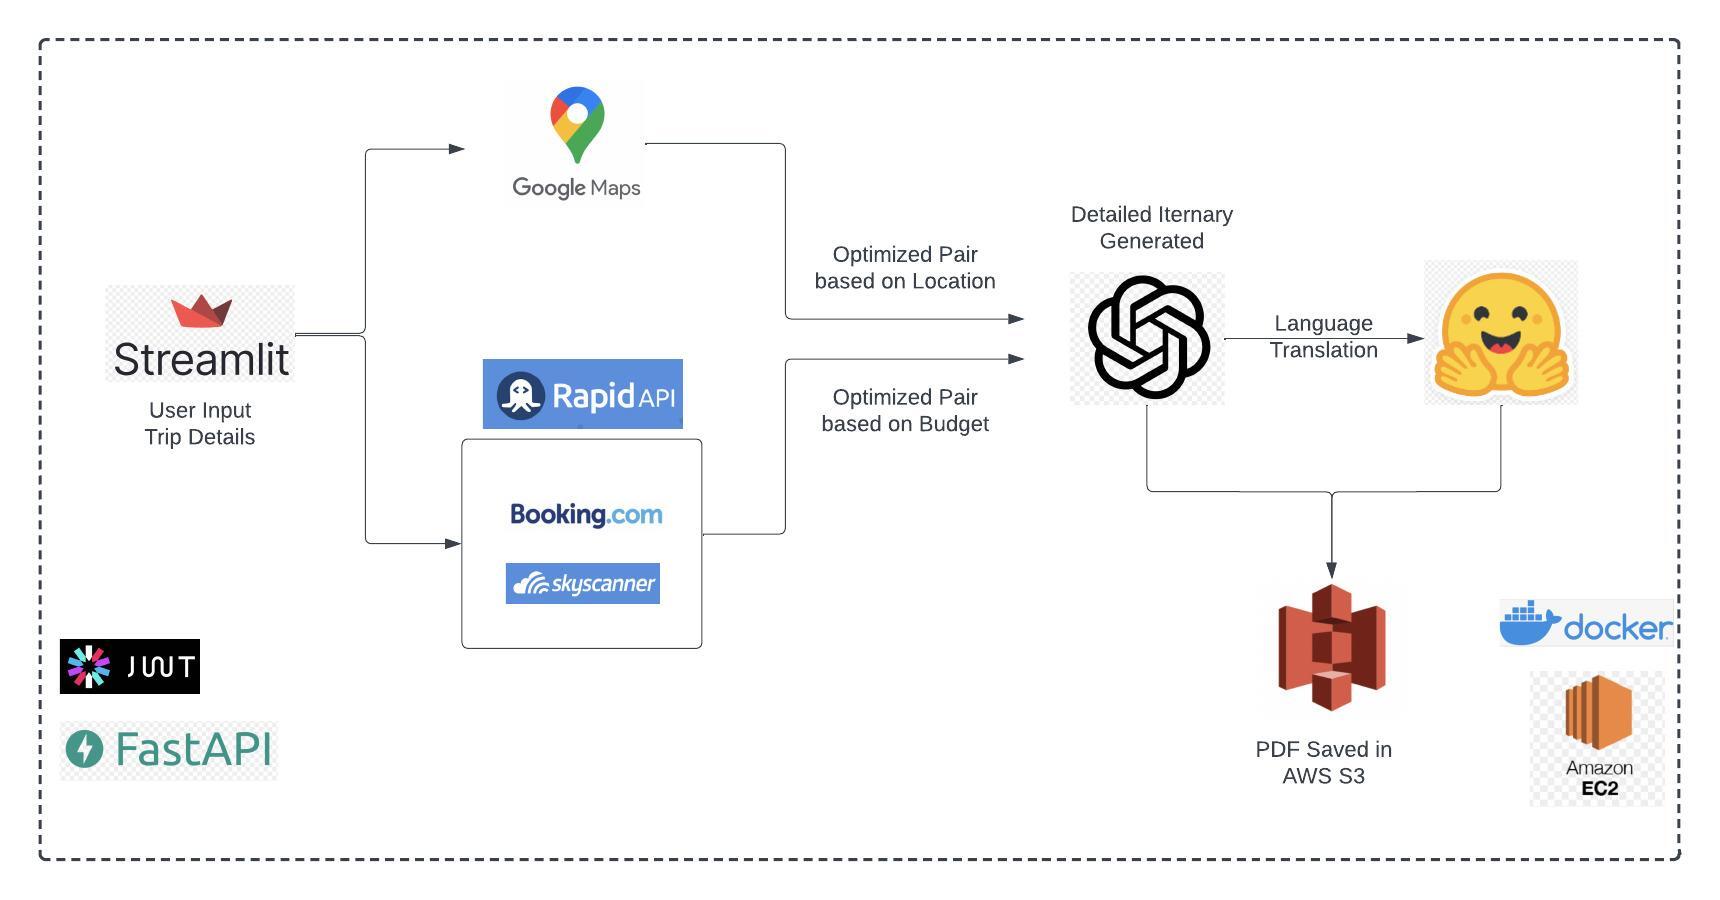 Google Maps
Detailed Iternary
Generated
Optimized Pair
based on Location
Streamlit
User Input
Trip Details
Rapid API
Language
Translation
Optimized Pair
based on Budget
Booking.com
skyscanner
JWT
FastAPI
PDF Saved in
AWS S3
docker
Amazon
EC2